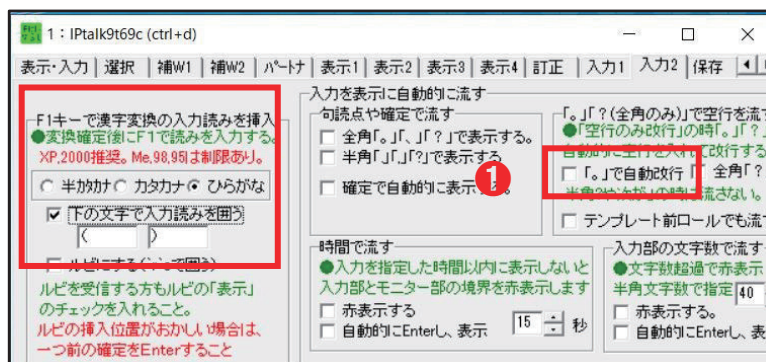 1：IPtalk9t69c (ctrl+d)
表示･入力 選択 補W1 補W2 ﾊﾟｰﾄﾅ 表示1 表示2 表示3 表示4 訂正 入力1 入力2 保存
F1キーで漢字変換の入力読みを挿入
●変換確定後にF1で読みを入力する。
XP,2000推奨。Me,98,95は制限あり。
半ｶﾀｶﾅ カタカナ ひらがな
下の文字で入力読みを囲う
( )
ルビにする
で囲う)
ルビを受信する方もルビの「表示」
のチェックを入れること。
ルビの挿入位置がおかしい場合は、
一つ前の確定をEnterすること
入力を表示に自動的に流す
句読点や確定で流す
全角「。」「、」「？」で表示する。
半角「｡」「､」「?」で表示する
確定で自動的に表示
る。
❶
「。」「？(全角のみ)」で空行を流
●「空行のみ改行」の時「。」「？」
自動的に空行を入れて改行する
「。」で自動改行 全角「？
の時
流さない。
テンプレート前ロールでも流
時間で流す
●入力を指定した時間以内に表示しないと
入力部とモニター部の境界を赤表示します
赤表示する
自動的にEnterし、表示 15 秒
入力部の文字数で流す
●文字数超過で赤表示
半角文字数で指定 40
赤表示する。
自動的にEnterし、表